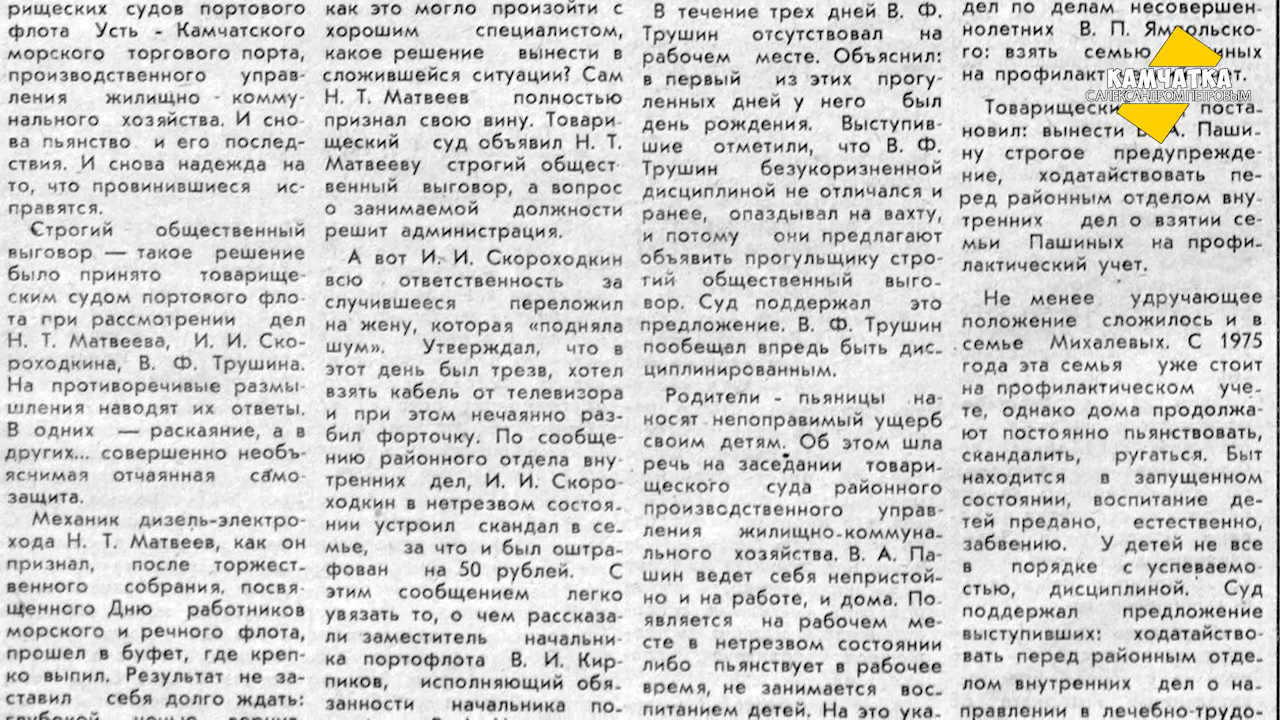 рищеских судов портового
флота Усть - Камчатского
морского торгового порта,
производственного управ-
ления жилищно - комму-
нального хозяйства. И сно-
ва пьянство и его послед-
ствия. И снова надежда на
то, что провинившиеся ис-
правятся.
Строгий общественный
выговор — такое решение
было принято товарище-
ским судом портового фло-
та при рассмотрении дел
Н. Т. Матвеева, И. И. Ско-
роходкина, В. Ф. Трушина.
На противоречивые размы-
шления наводят их ответы.
В одних — раскаяние, а в
других... совершенно необъ-
яснимая отчаянная само-
защита.
Механик дизель-электро-
хода Н. Т. Матвеев, как он
признал, после торжест-
венного собрания, посвя-
щенного Дню работников
морского и речного флота,
прошел в буфет, где креп-
ко выпил. Результат не за-
ставил себя долго ждать:
как это могло произойти с
хорошим специалистом,
какое решение вынести в
сложившейся ситуации? Сам
Н. Т. Матвеев полностью
признал свою вину. Товари-
щеский суд объявил Н. Т.
Матвееву строгий общест-
венный выговор, а вопрос
о занимаемой должности
решит администрация.
А вот И. И. Скороходкин
всю ответственность за
случившееся переложил
на жену, которая «подняла
шум». Утверждал, что в
этот день был трезв, хотел
взять кабель от телевизора
и при этом нечаянно раз-
бил форточку. По сообще-
нию районного отдела вну-
тренних дел, И. И. Скоро-
ходкин в нетрезвом состоя-
нии устроил скандал в се-
мье, за что и был оштра-
фован на 50 рублей. С
этим сообщением легко
увязать то, о чем рассказа-
ли заместитель начальни-
ка портофлота В. И. Кир-
пиков, исполняющий обя-
занности начальника по-
В течение трех дней В. Ф.
Трушин отсутствовал на
рабочем месте. Объяснил:
в первый из этих прогу-
ленных дней у него был
день рождения. Выступив-
шие отметили, что В. Ф.
Трушин безукоризненной
дисциплиной не отличался и
ранее, опаздывал на вахту,
и потому они предлагают
объявить прогульщику стро-
гий общественный выго-
вор. Суд поддержал это
предложение. В. Ф. Трушин
пообещал впредь быть дис-
циплинированным.
Родители - пьяницы на-
носят непоправимый ущерб
своим детям. Об этом шла
речь на заседании товари-
щеского суда районного
производственного управ-
ления жилищно-коммуна-
льного хозяйства. В. А. Па-
шин ведет себя непристой-
но и на работе, и дома. По-
является на рабочем ме-
сте в нетрезвом состоянии
либо пьянствует в рабочее
время, не занимается вос-
питанием детей. На это ука-
дел по делам несовершен-
нолетних В. П.
го: взять семью
на
Товарищеский поста-
новил: вынести В. А. Паши-
ну строгое предупрежде-
ние, ходатайствовать пе-
ред районным отделом вну-
тренних дел о взятии се-
мьи Пашиных на профи-
лактический учет.
Не менее удручающее
положение сложилось и в
семье Михалевых. С 1975
года эта семья уже стоит
на профилактическом уче-
те, однако дома продолжа-
ют постоянно пьянствовать,
скандалить, ругаться. Быт
находится в запущенном
состоянии, воспитание де-
тей предано, естественно,
забвению. У детей не все
в порядке с успеваемо-
стью, дисциплиной. Суд
поддержал предложение
выступивших: ходатайство-
вать перед районным отде-
лом внутренних дел о на-
правлении в лечебно-трудо-
КАМЧАТКА
С АЛЕКСАНДРОМ ПЕТРОВЫМ